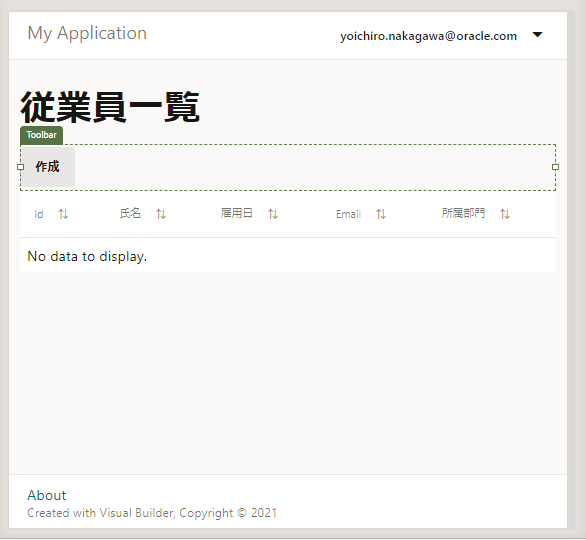 My Application
yoichiro.nakagawa@oracle.com
従業員一覧
Toolbar
作成
Id 氏名 雇用日 Email 所属部門
No data to display.
About
Created with Visual Builder, Copyright © 2021